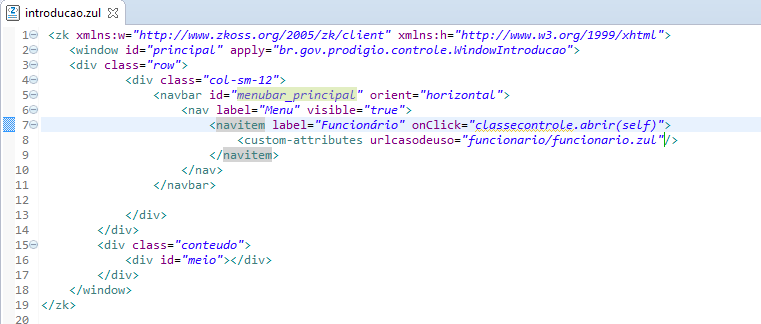 introducao.zul
1 <zk xmlns:w="http://www.zkoss.org/2005/zk/client" xmlns:h="http://www.w3.org/1999/xhtml">
2 <window id="principal" apply="br.gov.prodigio.controle.WindowIntroducao">
3 <div class="row">
4 <div class="col-sm-12">
5 <navbar id="menubar_principal" orient="horizontal">
6 <nav label="Menu" visible="true">
7 <navitem label="Funcionário" onClick="classecontrole.abrir(self)">
8 <custom-attributes urlcasodeuso="funcionario/funcionario.zul"/>
9 </navitem>
10 </nav>
11 </navbar>
12
13 </div>
14 </div>
15 <div class="conteudo">
16 <div id="meio"></div>
17 </div>
18 </window>
19 </zk>
20